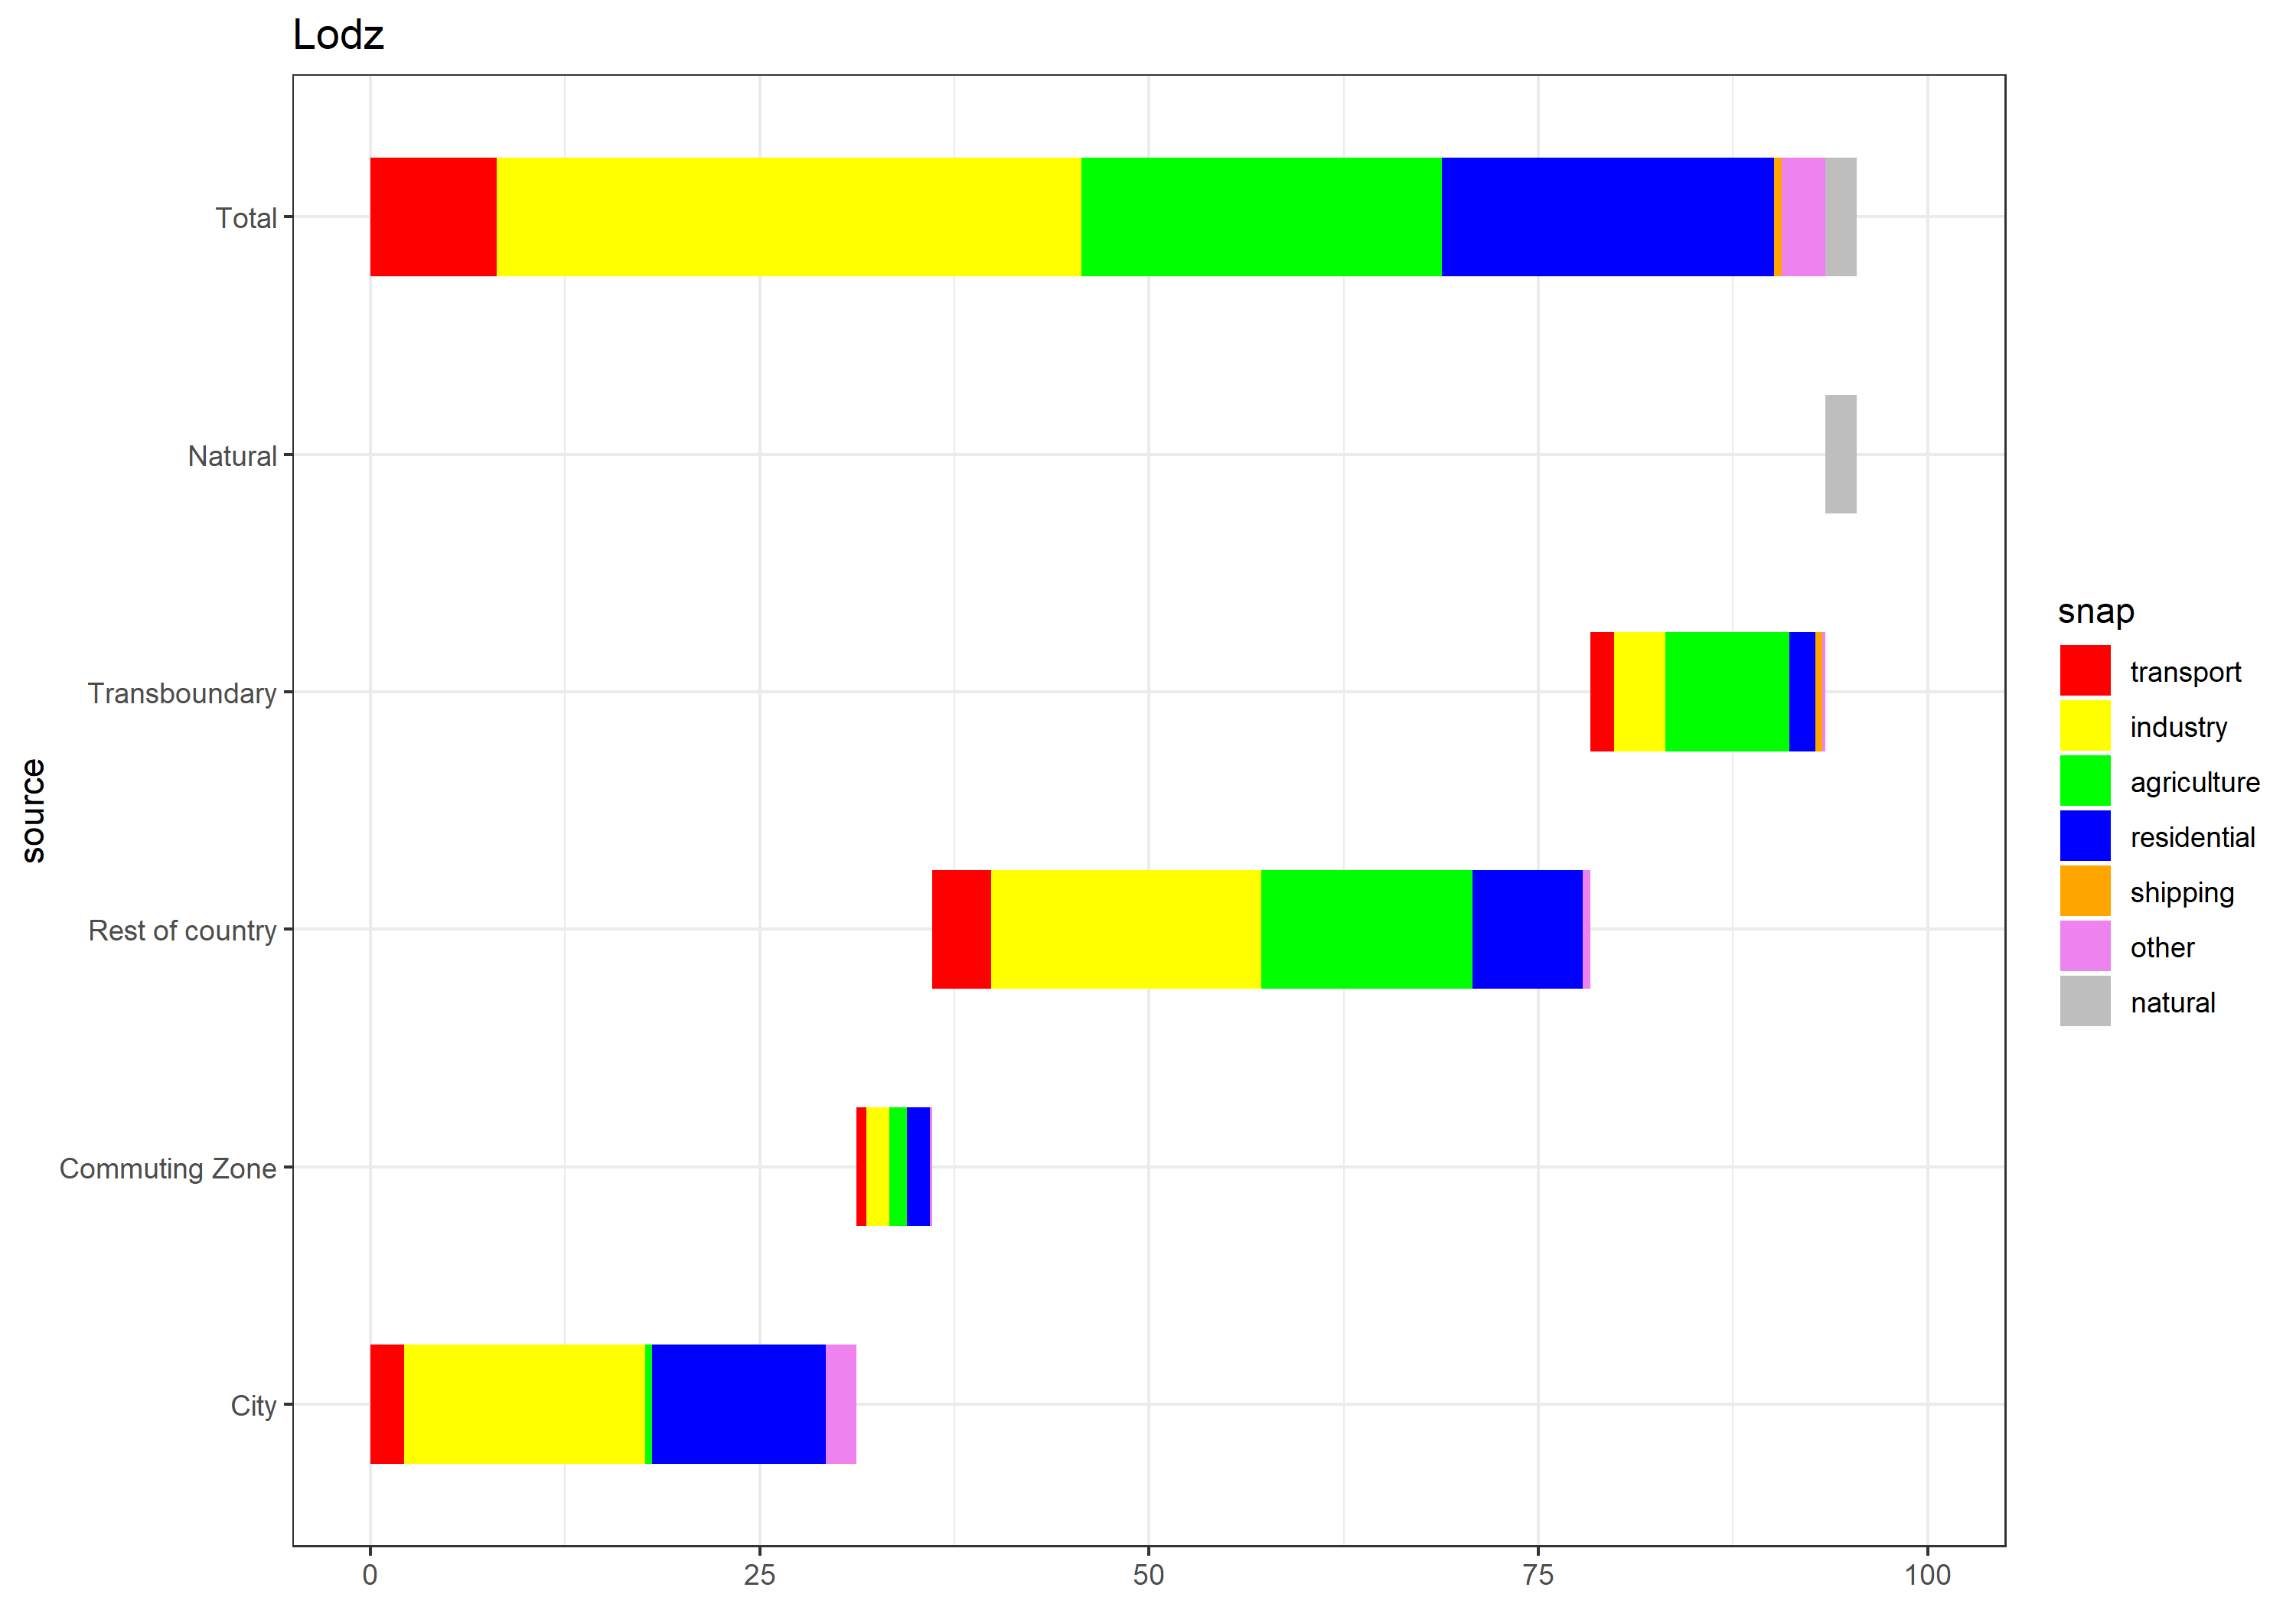 Lodz
Total
Natural
Transboundary
Rest of country
Commuting Zone
City
source
0 25 50 75 100
snap
transport
industry
agriculture
residential
shipping
other
natural